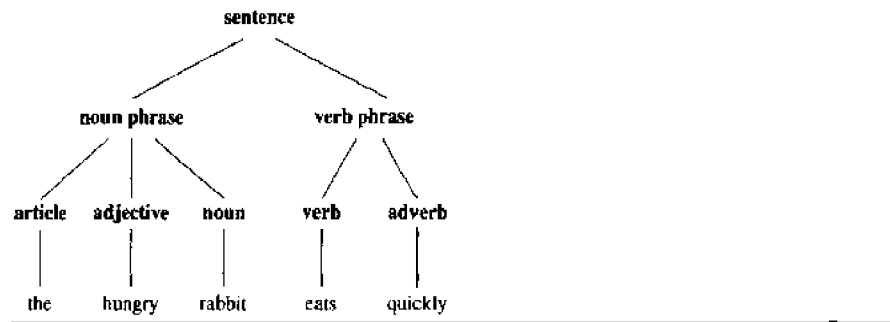 sentence
noun phrase verb phrase
article adjective noun verb adverb
the hungry rabbit eats quickly